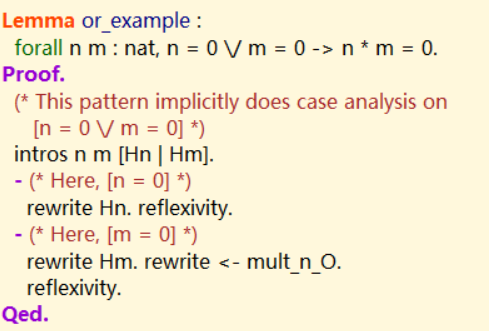 Lemma or_example :
forall n m : nat, n = 0 \/ m = 0 -> n * m = 0.
Proof.
(* This pattern implicitly does case analysis on
[n = 0 \/ m = 0] *)
intros n m [Hn | Hm].
- (* Here, [n = 0] *)
rewrite Hn. reflexivity.
- (* Here, [m = 0] *)
rewrite Hm. rewrite <- mult_n_O.
reflexivity.
Qed.